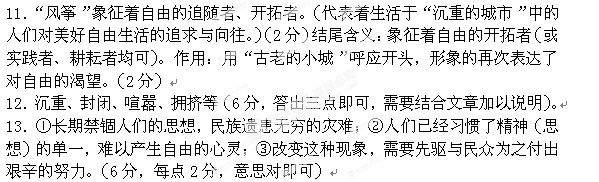 11．“风筝”象征着自由的追随者、开拓者。（代表着生活于“沉重的城市”中的
人们对美好自由生活的追求与向往。）（2分）结尾含义：象征着自由的开拓者（或
实践者、耕耘者均可）。作用：用“古老的小城”呼应开头，形象的再次表达了
对自由的渴望。（2分）
12．沉重、封闭、喧嚣、拥挤等（6分，答出三点即可，需要结合文章加以说明）。
13．①长期禁锢人们的思想，民族遗患无穷的灾难；②人们已经习惯了精神（思
想）的单一，难以产生自由的心灵；③改变这种现象，需要先驱与民众为之付出
艰辛的努力。（6分，每点2分，意思对即可）